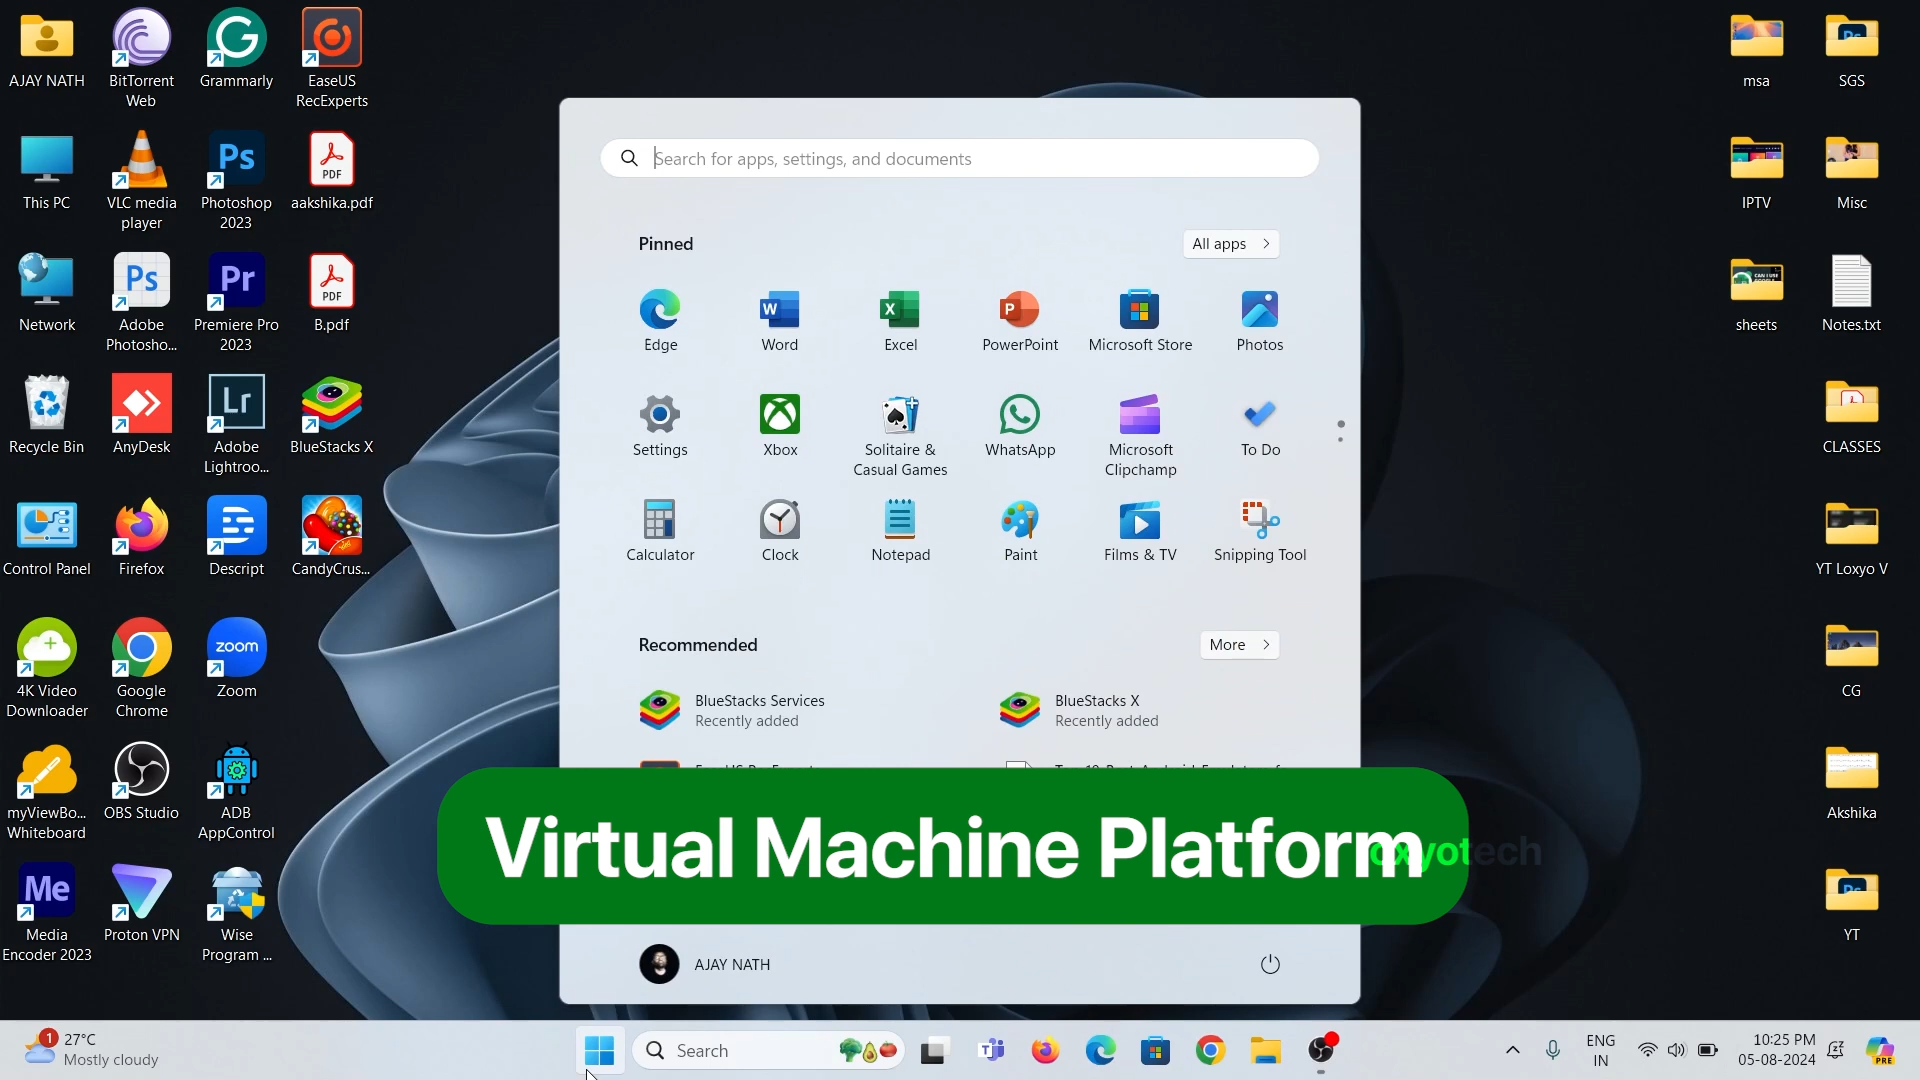 AJAY NATH
BitTorrent
Web
Grammarly
EaseUS
RecExperts
This PC
VLC media
player
Photoshop
2023
aakshika.pdf
Network
Adobe
Photosho...
Premiere Pro
2023
B.pdf
Recycle Bin
AnyDesk
Adobe
Lightroo...
BlueStacks X
Control Panel
Firefox
Descript
CandyCrus...
4K Video
Downloader
Google
Chrome
zoom
Zoom
myViewBo...
Whiteboard
OBS Studio
ADB
AppControl
Media
Encoder 2023
Proton VPN
Wise
Program ...
Search for apps, settings, and documents
Pinned
All apps
Edge
Word
Excel
PowerPoint
Microsoft Store
Photos
Settings
Xbox
Solitaire &
Casual Games
WhatsApp
Microsoft
Clipchamp
To Do
Calculator
Clock
Notepad
Paint
Films & TV
Snipping Tool
Recommended
More
BlueStacks Services
Recently added
BlueStacks X
Recently added
Virtual Machine Platform
oxyotech
AJAY NATH
msa
SGS
IPTV
Misc
sheets
Notes.txt
CLASSES
YT Loxyo V
CG
Akshika
YT
1
27°C
Mostly cloudy
Search
ENG
IN
10:25 PM
05-08-2024
PRE